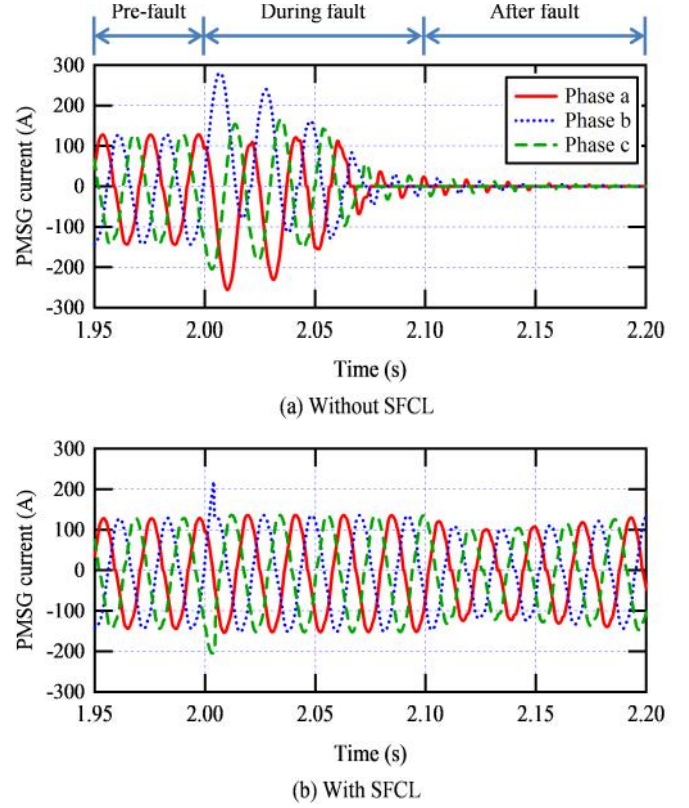 Pre-fault During fault After fault
300
200
100
0
-100
-200
-300
PMSG current (A)
Phase a
Phase b
Phase c
1.95 2.00 2.05 2.10 2.15 2.20
Time (s)
(a) Without SFCL
300
200
100
0
-100
-200
-300
PMSG current (A)
1.95 2.00 2.05 2.10 2.15 2.20
Time (s)
(b) With SFCL